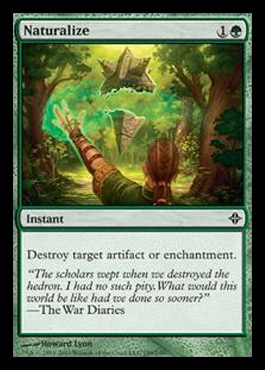 Naturalize 1
Instant
Destroy target artifact or enchantment.
“The scholars wept when we destroyed the
hedron. I had no such pity. What would this
world be like had we done so sooner?”
—The War Diaries
Howard Lyon